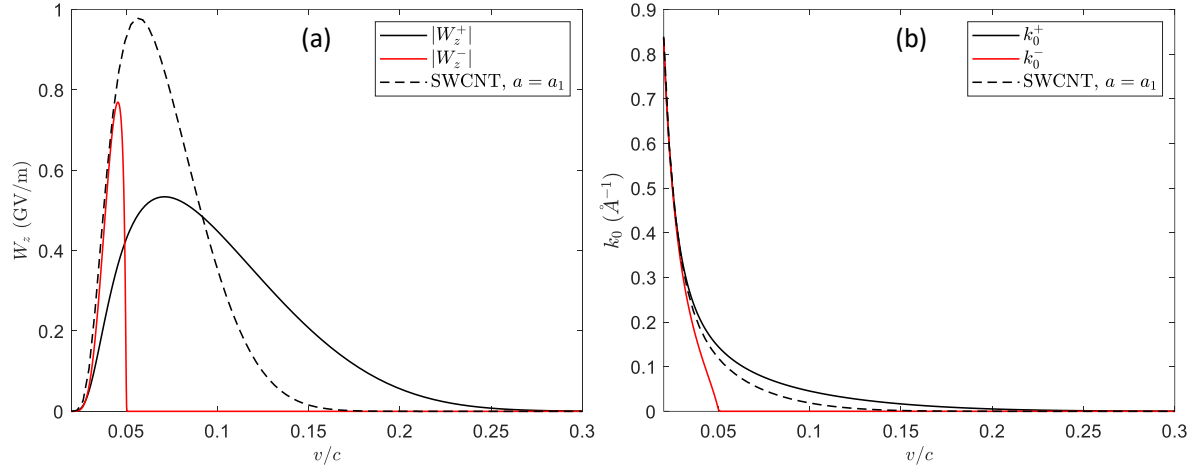 (a)
|W_z^+|
|W_z^-|
SWCNT, a = a_1
W_z (GV/m)
1
0.8
0.6
0.4
0.2
0
0.05
0.1
0.15
0.2
0.25
0.3
v/c
(b)
k_0^+
k_0^-
SWCNT, a = a_1
k_0 (Å^{-1})
0.9
0.8
0.7
0.6
0.5
0.4
0.3
0.2
0.1
0
0.05
0.1
0.15
0.2
0.25
0.3
v/c